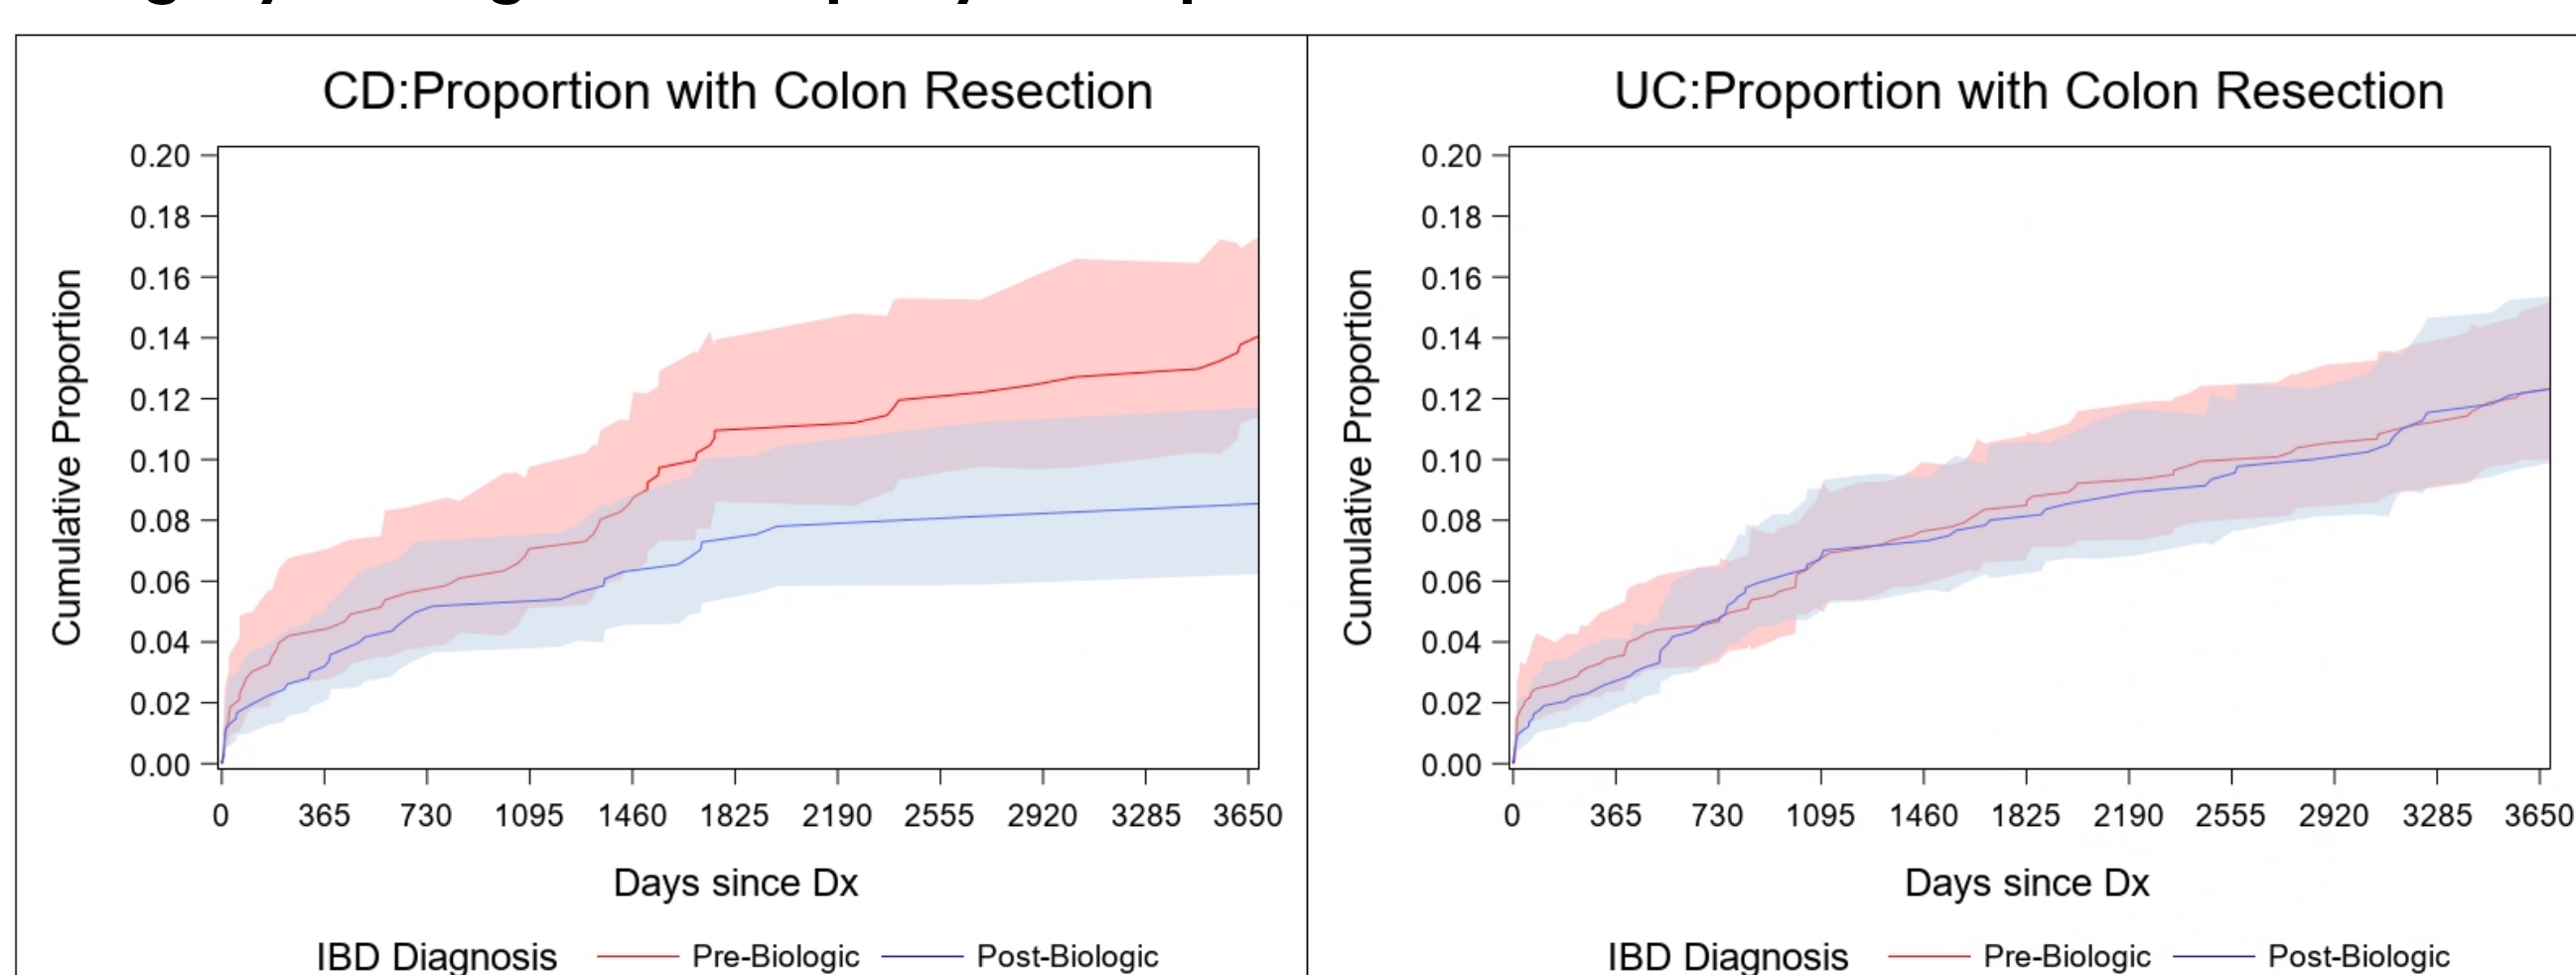 CD:Proportion with Colon Resection
0.20
0.18
0.16
0.14
0.12
0.10
0.08
0.06
0.04
0.02
0.00
Cumulative Proportion
0 365 730 1095 1460 1825 2190 2555 2920 3285 3650
Days since Dx
IBD Diagnosis Pre-Biologic Post-Biologic
UC:Proportion with Colon Resection
0.20
0.18
0.16
0.14
0.12
0.10
0.08
0.06
0.04
0.02
0.00
Cumulative Proportion
0 365 730 1095 1460 1825 2190 2555 2920 3285 3650
Days since Dx
IBD Diagnosis Pre-Biologic Post-Biologic